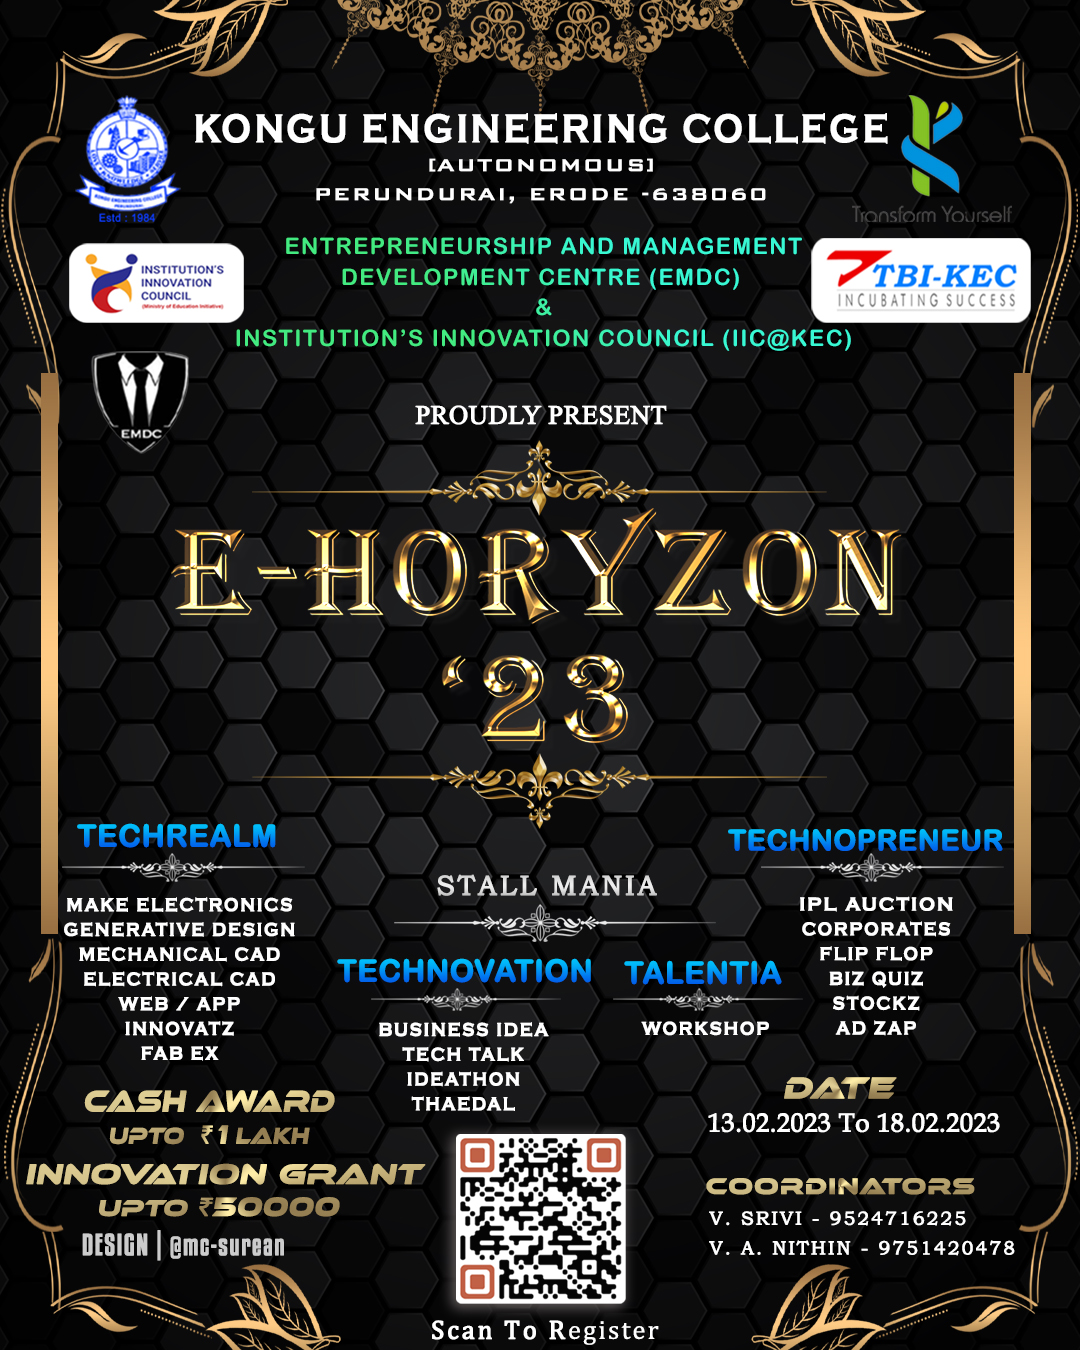 KONGU ENGINEERING COLLEGE
[AUTONOMOUS]
PERUNDURAI, ERODE -638060
Estd : 1984
Transform Yourself
INSTITUTION'S
INNOVATION
COUNCIL
(Ministry of Education Initiative)
ENTREPRENEURSHIP AND MANAGEMENT
DEVELOPMENT CENTRE (EMDC)
&
INSTITUTION'S INNOVATION COUNCIL (IIC@KEC)
TBI-KEC
INCUBATING SUCCESS
EMDC
PROUDLY PRESENT
E-HORYZON
'23
TECHREALM
MAKE ELECTRONICS
GENERATIVE DESIGN
MECHANICAL CAD
ELECTRICAL CAD
WEB / APP
INNOVATZ
FAB EX
STALL MANIA
TECHNOVATION
BUSINESS IDEA
TECH TALK
IDEATHON
THAEDAL
TALENTIA
WORKSHOP
TECHNOPRENEUR
IPL AUCTION
CORPORATES
FLIP FLOP
BIZ QUIZ
STOCKZ
AD ZAP
CASH AWARD
UPTO ₹1 LAKH
INNOVATION GRANT
UPTO ₹50000
DESIGN | @mc-surean
DATE
13.02.2023 To 18.02.2023
COORDINATORS
V. SRIVI - 9524716225
V. A. NITHIN - 9751420478
Scan To Register